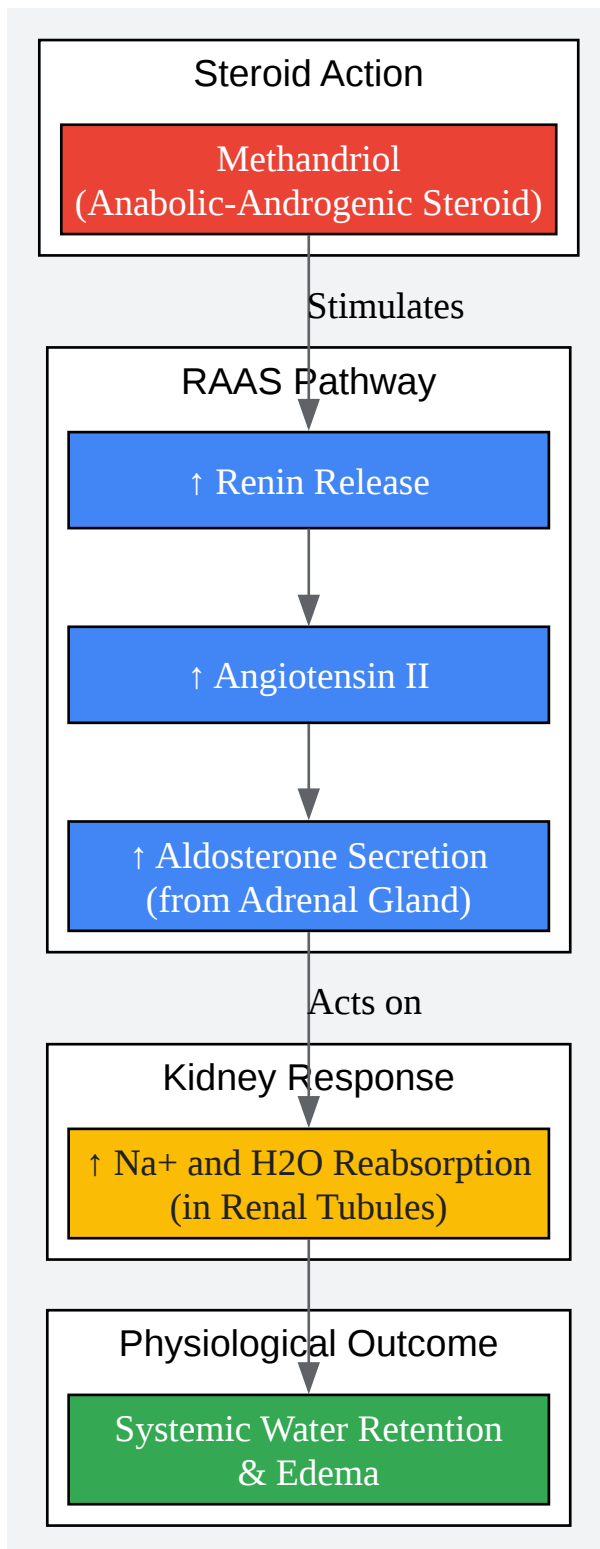 Steroid Action
Methandriol
(Anabolic-Androgenic Steroid)
Stimulates
RAAS Pathway
↑ Renin Release
↑ Angiotensin II
↑ Aldosterone Secretion
(from Adrenal Gland)
Acts on
Kidney Response
↑ Na+ and H2O Reabsorption
(in Renal Tubules)
Physiological Outcome
Systemic Water Retention
& Edema